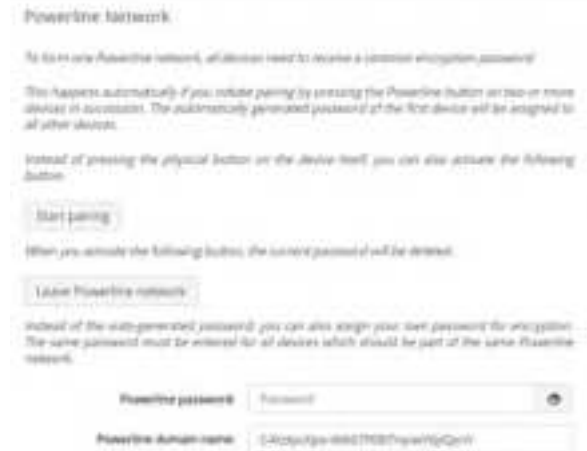 Powerline Network
To form one Powerline network, all devices need to receive a common encryption password.
This happens automatically if you initiate pairing by pressing the Powerline button on two or more
devices in succession. The automatically generated password of the first device will be assigned to
all other devices.
Instead of pressing the physical button on the device itself, you can also activate the following
button.
Start pairing
When you activate the following button, the current password will be deleted.
Leave Powerline network
Instead of the auto-generated password, you can also assign your own password for encryption.
The same password must be entered for all devices which should be part of the same Powerline
network.
Powerline password Password
Powerline domain name